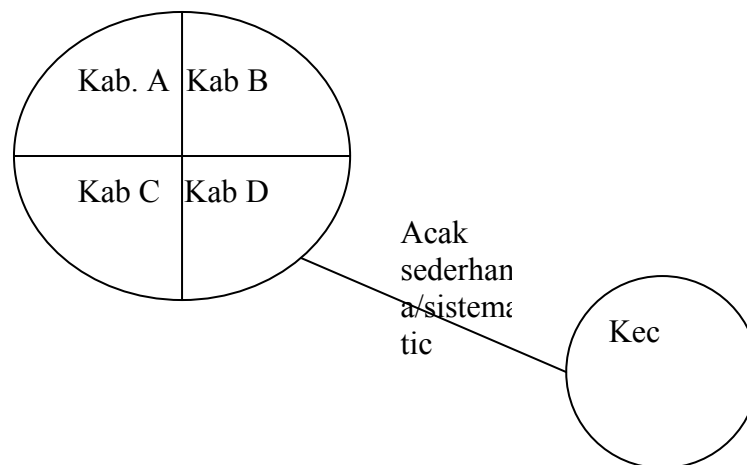 Kab. A Kab B
Kab C Kab D
Acak
sederhan
a/sistema
tic
Kec